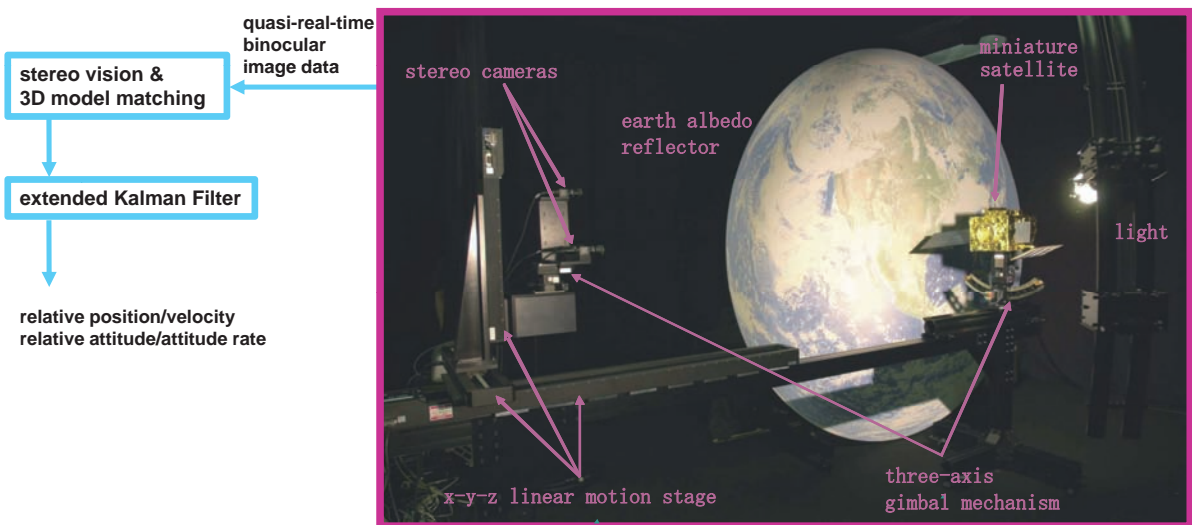 quasi-real-time
binocular
image data
stereo vision &
3D model matching
extended Kalman Filter
relative position/velocity
relative attitude/attitude rate
stereo cameras
earth albedo
reflector
miniature
satellite
light
x-y-z linear motion stage
three-axis
gimbal mechanism